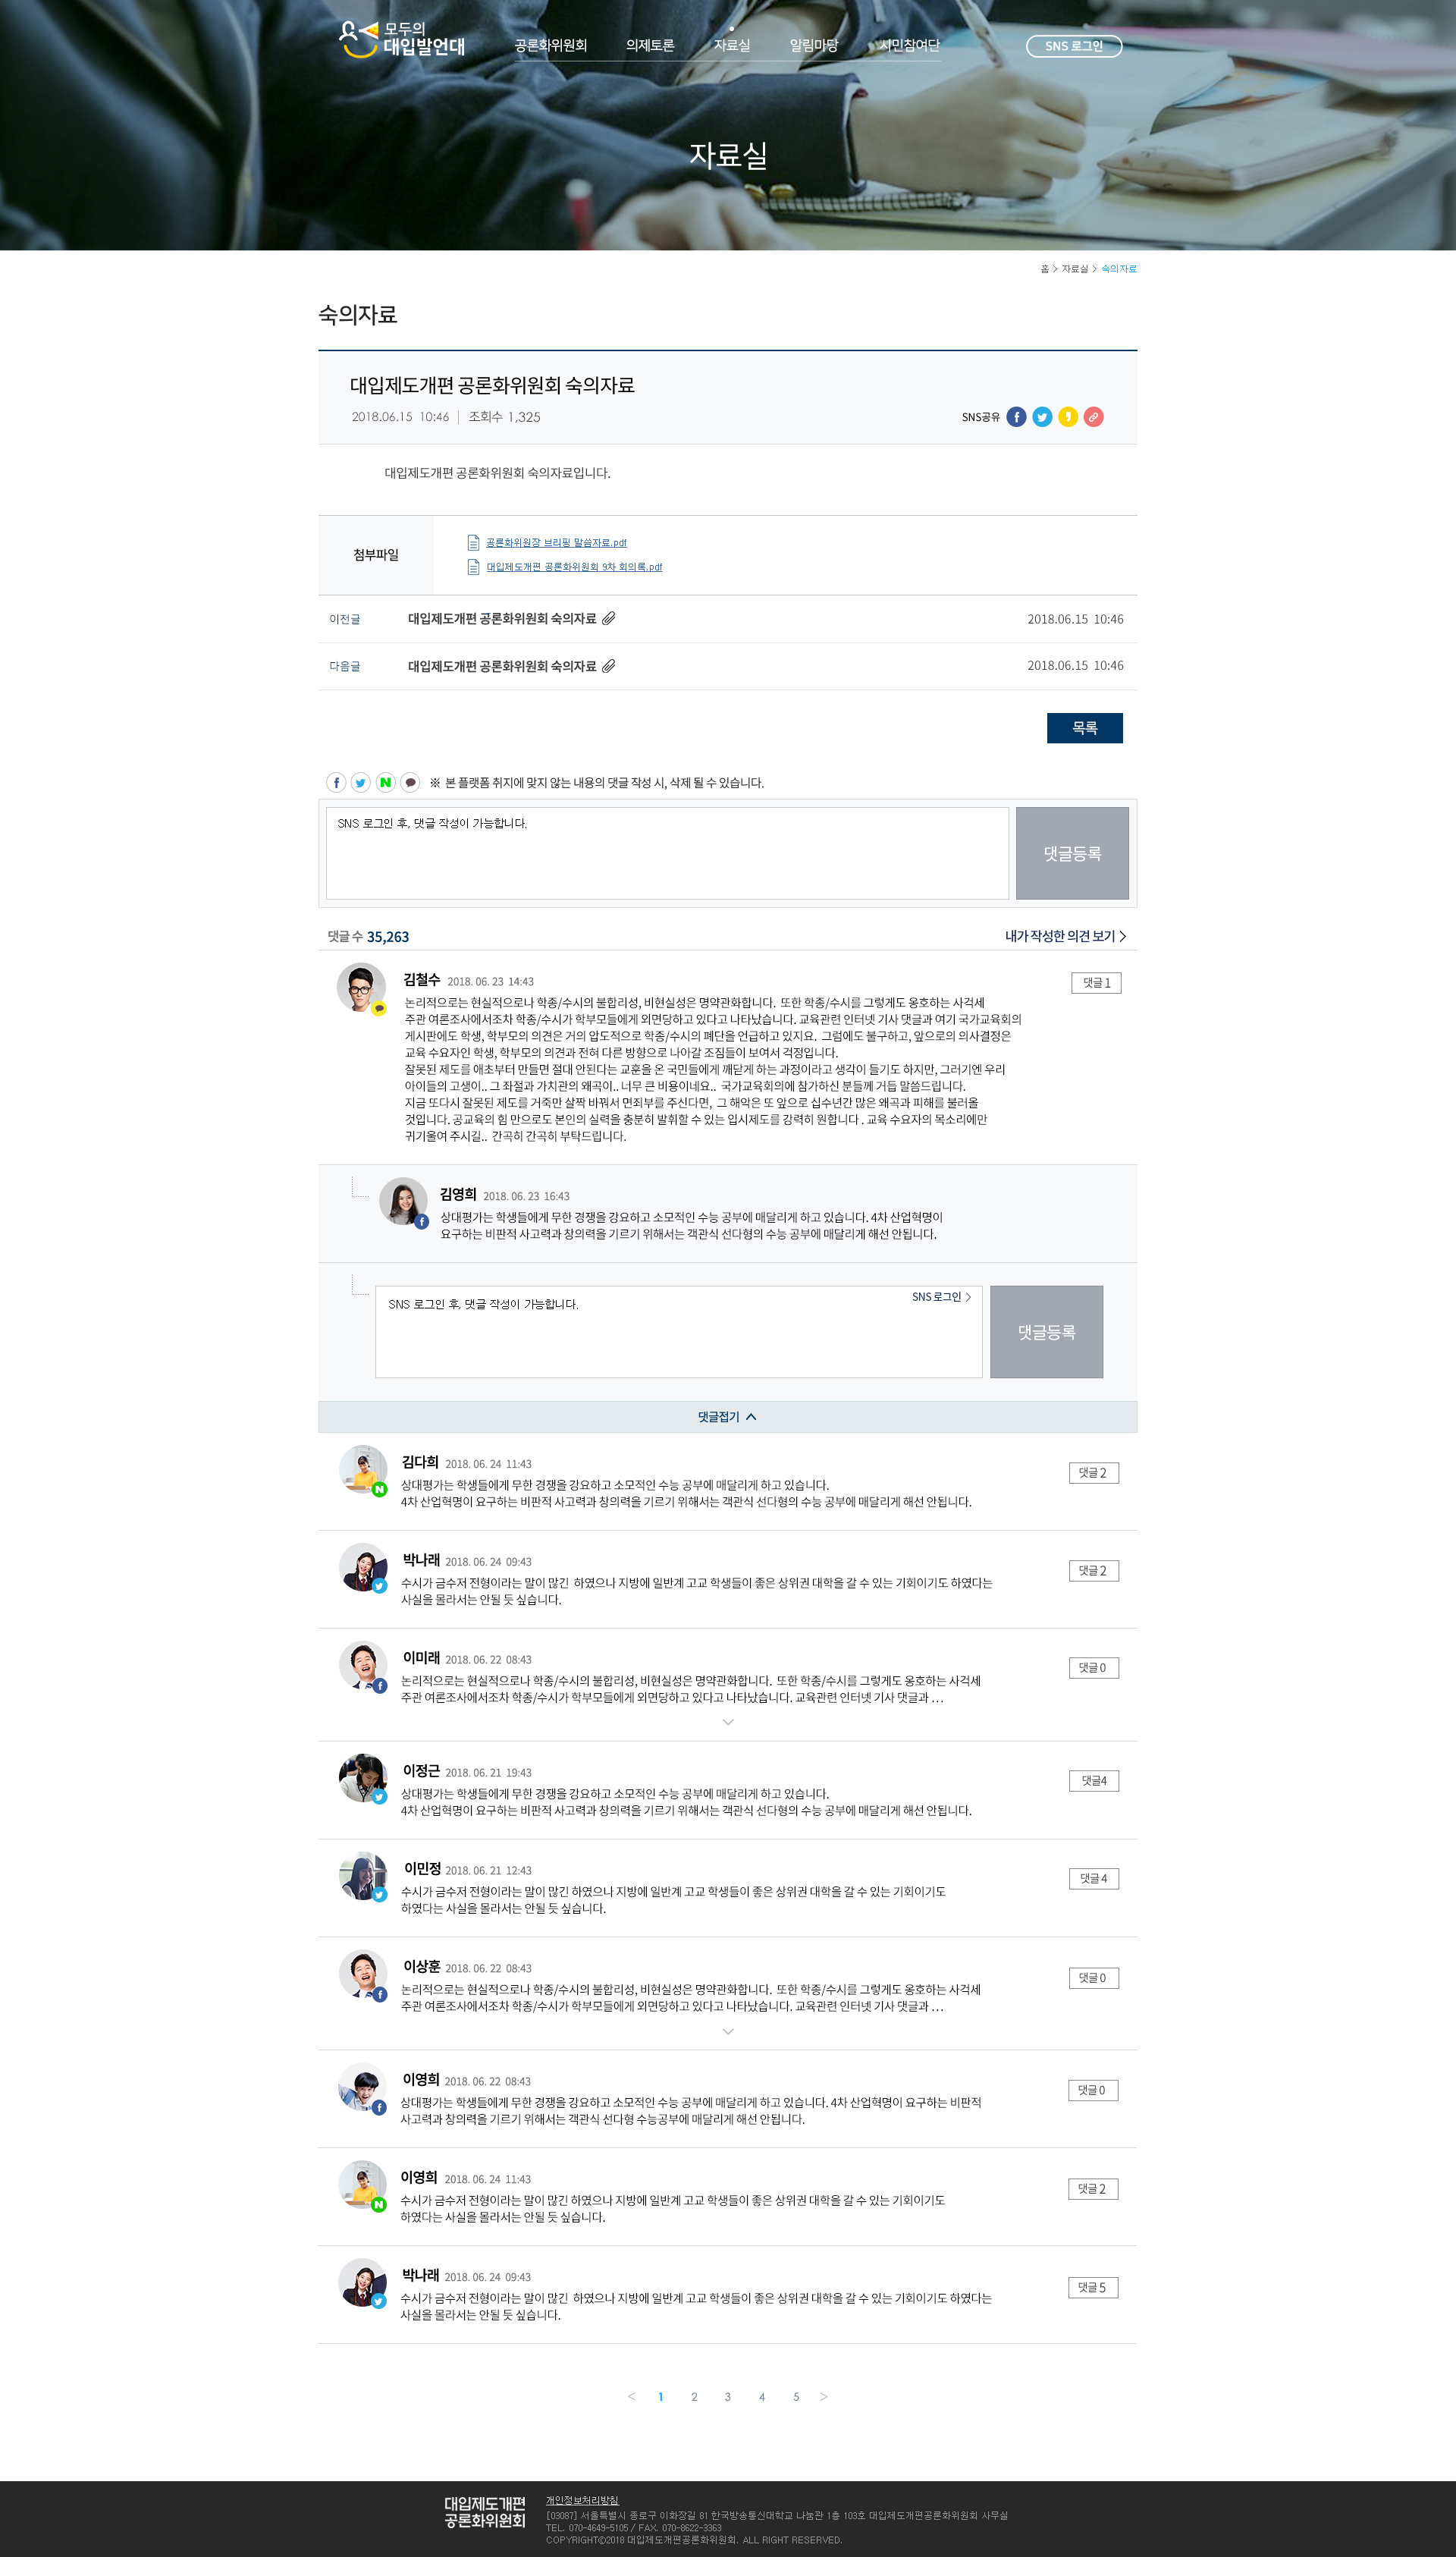 모두의
대입발언대
공론화위원회 의제토론 자료실 알림마당 시민참여단
SNS 로그인
자료실
홈 > 자료실 > 숙의자료
숙의자료
대입제도개편 공론화위원회 숙의자료
2018.06.15 10:46 | 조회수 1,325
SNS공유
대입제도개편 공론화위원회 숙의자료입니다.
첨부파일
공론화위원장 브리핑 말씀자료.pdf
대입제도개편 공론화위원회 9차 회의록.pdf
이전글 대입제도개편 공론화위원회 숙의자료 2018.06.15 10:46
다음글 대입제도개편 공론화위원회 숙의자료 2018.06.15 10:46
목록
※ 본 플랫폼 취지에 맞지 않는 내용의 댓글 작성 시, 삭제 될 수 있습니다.
SNS 로그인 후, 댓글 작성이 가능합니다.
댓글등록
댓글 수 35,263
내가 작성한 의견 보기 >
김철수 2018. 06. 23 14:43
댓글 1
논리적으로는 현실적으로나 학종/수시의 불합리성, 비현실성은 명약관화합니다. 또한 학종/수시를 그렇게도 옹호하는 사걱세
주관 여론조사에서조차 학종/수시가 학부모들에게 외면당하고 있다고 나타났습니다. 교육관련 인터넷 기사 댓글과 여기 국가교육회의
게시판에도 학생, 학부모의 의견은 거의 압도적으로 학종/수시의 폐단을 언급하고 있지요. 그럼에도 불구하고, 앞으로의 의사결정은
교육 수요자인 학생, 학부모의 의견과 전혀 다른 방향으로 나아갈 조짐들이 보여서 걱정입니다.
잘못된 제도를 애초부터 만들면 절대 안된다는 교훈을 온 국민들에게 깨닫게 하는 과정이라고 생각이 들기도 하지만, 그러기엔 우리
아이들의 고생이.. 그 좌절과 가치관의 왜곡이.. 너무 큰 비용이네요.. 국가교육회의에 참가하신 분들께 거듭 말씀드립니다.
지금 또다시 잘못된 제도를 거죽만 살짝 바꿔서 면죄부를 주신다면, 그 해악은 또 앞으로 십수년간 많은 왜곡과 피해를 불러올
것입니다. 공교육의 힘 만으로도 본인의 실력을 충분히 발휘할 수 있는 입시제도를 강력히 원합니다 . 교육 수요자의 목소리에만
귀기울여 주시길.. 간곡히 간곡히 부탁드립니다.
김영희 2018. 06. 23 16:43
상대평가는 학생들에게 무한 경쟁을 강요하고 소모적인 수능 공부에 매달리게 하고 있습니다. 4차 산업혁명이
요구하는 비판적 사고력과 창의력을 기르기 위해서는 객관식 선다형의 수능 공부에 매달리게 해선 안됩니다.
SNS 로그인 >
SNS 로그인 후, 댓글 작성이 가능합니다.
댓글등록
댓글접기
김다희 2018. 06. 24 11:43
댓글 2
상대평가는 학생들에게 무한 경쟁을 강요하고 소모적인 수능 공부에 매달리게 하고 있습니다.
4차 산업혁명이 요구하는 비판적 사고력과 창의력을 기르기 위해서는 객관식 선다형의 수능 공부에 매달리게 해선 안됩니다.
박나래 2018. 06. 24 09:43
댓글 2
수시가 금수저 전형이라는 말이 많긴 하였으나 지방에 일반계 고교 학생들이 좋은 상위권 대학을 갈 수 있는 기회이기도 하였다는
사실을 몰라서는 안될 듯 싶습니다.
이미래 2018. 06. 22 08:43
댓글 0
논리적으로는 현실적으로나 학종/수시의 불합리성, 비현실성은 명약관화합니다. 또한 학종/수시를 그렇게도 옹호하는 사걱세
주관 여론조사에서조차 학종/수시가 학부모들에게 외면당하고 있다고 나타났습니다. 교육관련 인터넷 기사 댓글과 ...
이정근 2018. 06. 21 19:43
댓글4
상대평가는 학생들에게 무한 경쟁을 강요하고 소모적인 수능 공부에 매달리게 하고 있습니다.
4차 산업혁명이 요구하는 비판적 사고력과 창의력을 기르기 위해서는 객관식 선다형의 수능 공부에 매달리게 해선 안됩니다.
이민정 2018. 06. 21 12:43
댓글 4
수시가 금수저 전형이라는 말이 많긴 하였으나 지방에 일반계 고교 학생들이 좋은 상위권 대학을 갈 수 있는 기회이기도
하였다는 사실을 몰라서는 안될 듯 싶습니다.
이상훈 2018. 06. 22 08:43
댓글 0
논리적으로는 현실적으로나 학종/수시의 불합리성, 비현실성은 명약관화합니다. 또한 학종/수시를 그렇게도 옹호하는 사걱세
주관 여론조사에서조차 학종/수시가 학부모들에게 외면당하고 있다고 나타났습니다. 교육관련 인터넷 기사 댓글과 ...
이영희 2018. 06. 22 08:43
댓글 0
상대평가는 학생들에게 무한 경쟁을 강요하고 소모적인 수능 공부에 매달리게 하고 있습니다. 4차 산업혁명이 요구하는 비판적
사고력과 창의력을 기르기 위해서는 객관식 선다형 수능공부에 매달리게 해선 안됩니다.
이영희 2018. 06. 24 11:43
댓글 2
수시가 금수저 전형이라는 말이 많긴 하였으나 지방에 일반계 고교 학생들이 좋은 상위권 대학을 갈 수 있는 기회이기도
하였다는 사실을 몰라서는 안될 듯 싶습니다.
박나래 2018. 06. 24 09:43
댓글 5
수시가 금수저 전형이라는 말이 많긴 하였으나 지방에 일반계 고교 학생들이 좋은 상위권 대학을 갈 수 있는 기회이기도 하였다는
사실을 몰라서는 안될 듯 싶습니다.
< 1 2 3 4 5 >
대입제도개편
공론화위원회
개인정보처리방침
[03087] 서울특별시 종로구 이화장길 81 한국방송통신대학교 나눔관 1층 103호 대입제도개편공론화위원회 사무실
TEL. 070-4649-5105 / FAX. 070-8622-3363
COPYRIGHT©2018 대입제도개편공론화위원회. ALL RIGHT RESERVED.